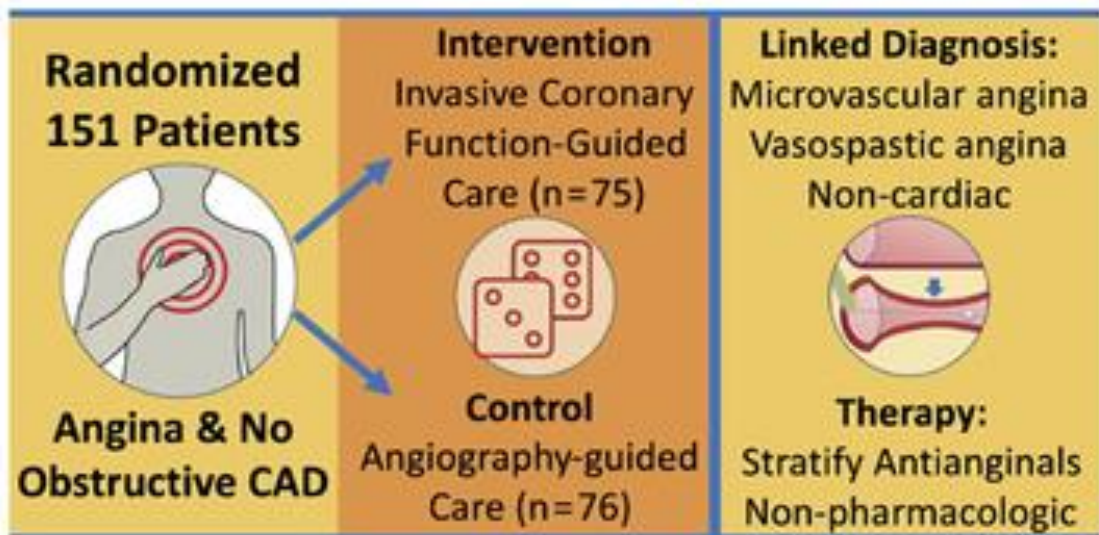 Randomized
151 Patients
Angina & No
Obstructive CAD
Intervention
Invasive Coronary
Function-Guided
Care (n=75)
Control
Angiography-guided
Care (n=76)
Linked Diagnosis:
Microvascular angina
Vasospastic angina
Non-cardiac
Therapy:
Stratify Antianginals
Non-pharmacologic